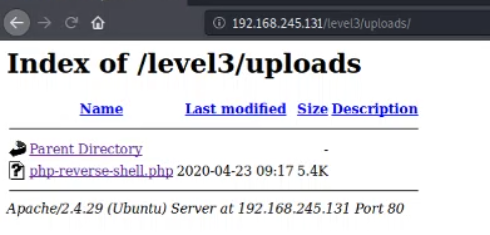 192.168.245.131/level3/uploads/
Index of /level3/uploads
Name Last modified Size Description
Parent Directory -
php-reverse-shell.php 2020-04-23 09:17 5.4K
Apache/2.4.29 (Ubuntu) Server at 192.168.245.131 Port 80